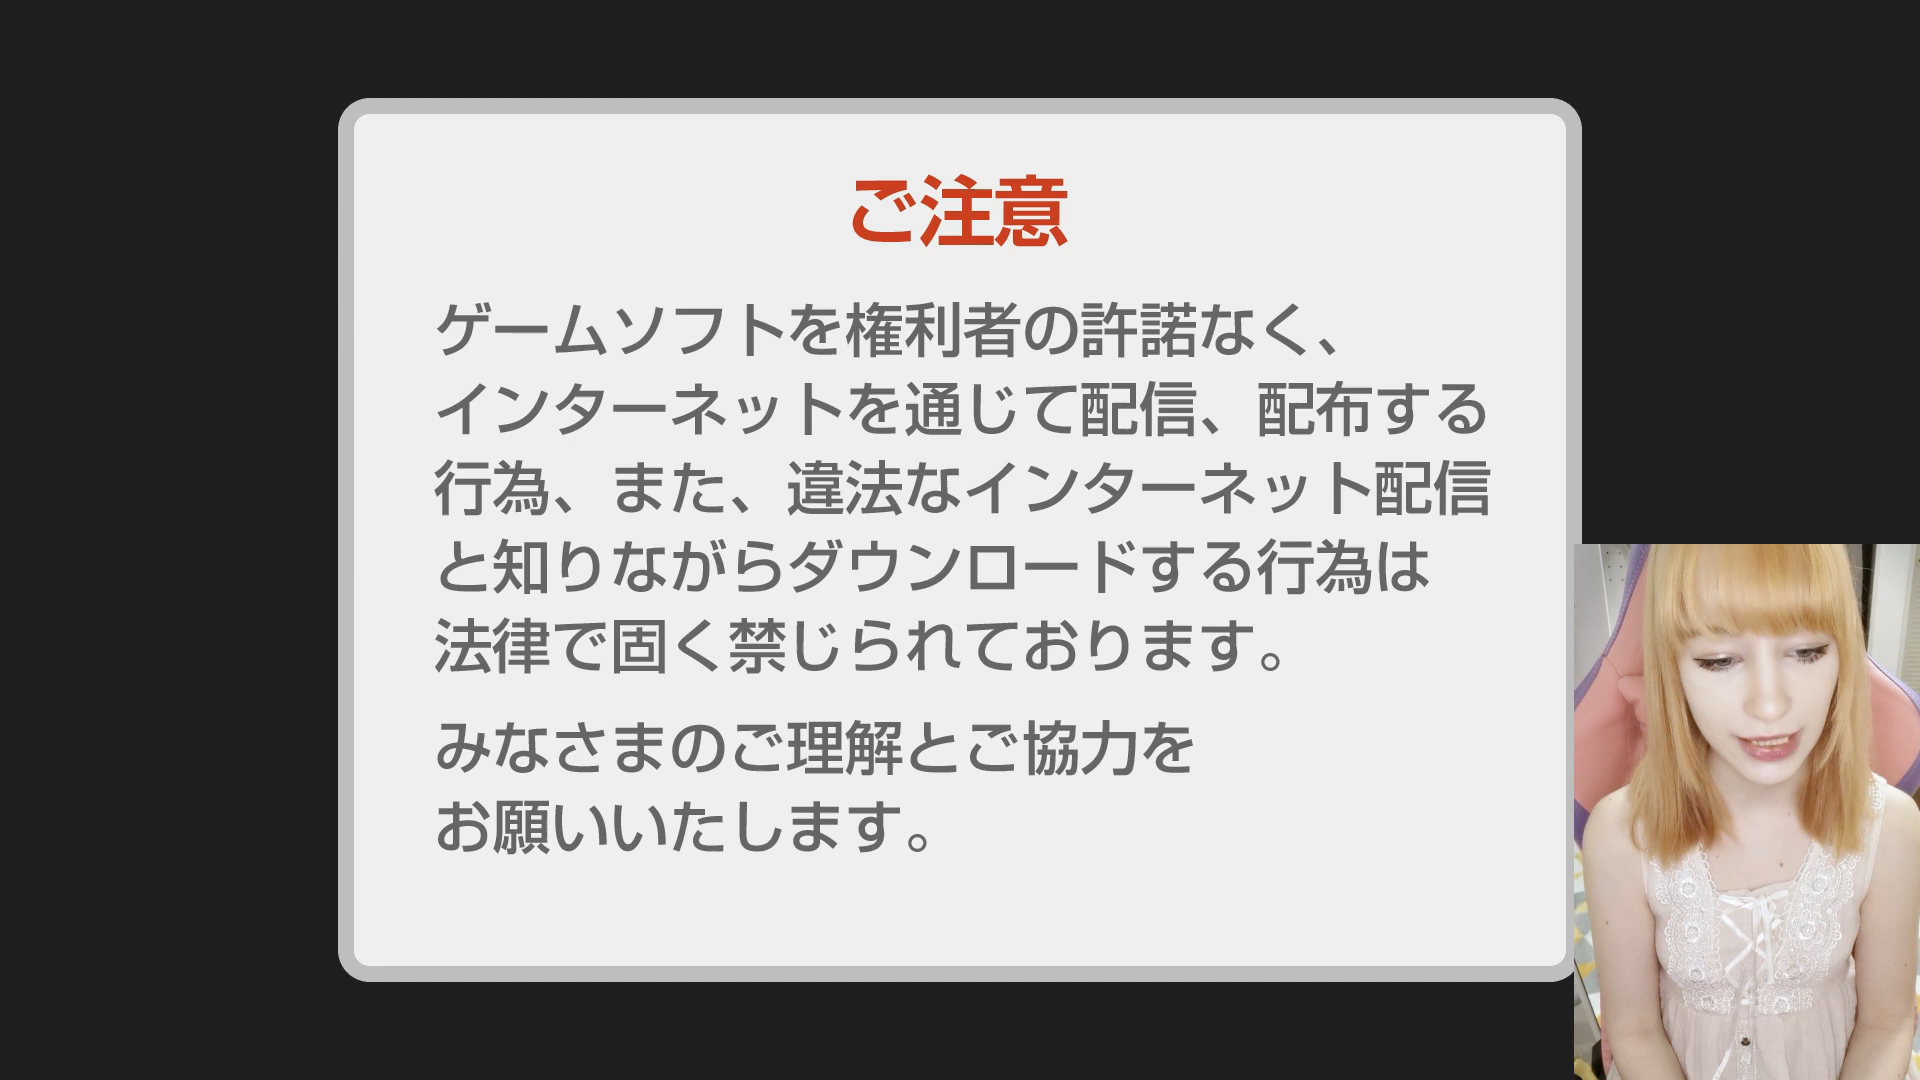 ご注意
ゲームソフトを権利者の許諾なく、
インターネットを通じて配信、配布する
行為、また、違法なインターネット配信
と知りながらダウンロードする行為は
法律で固く禁じられております。
みなさまのご理解とご協力を
お願いいたします。